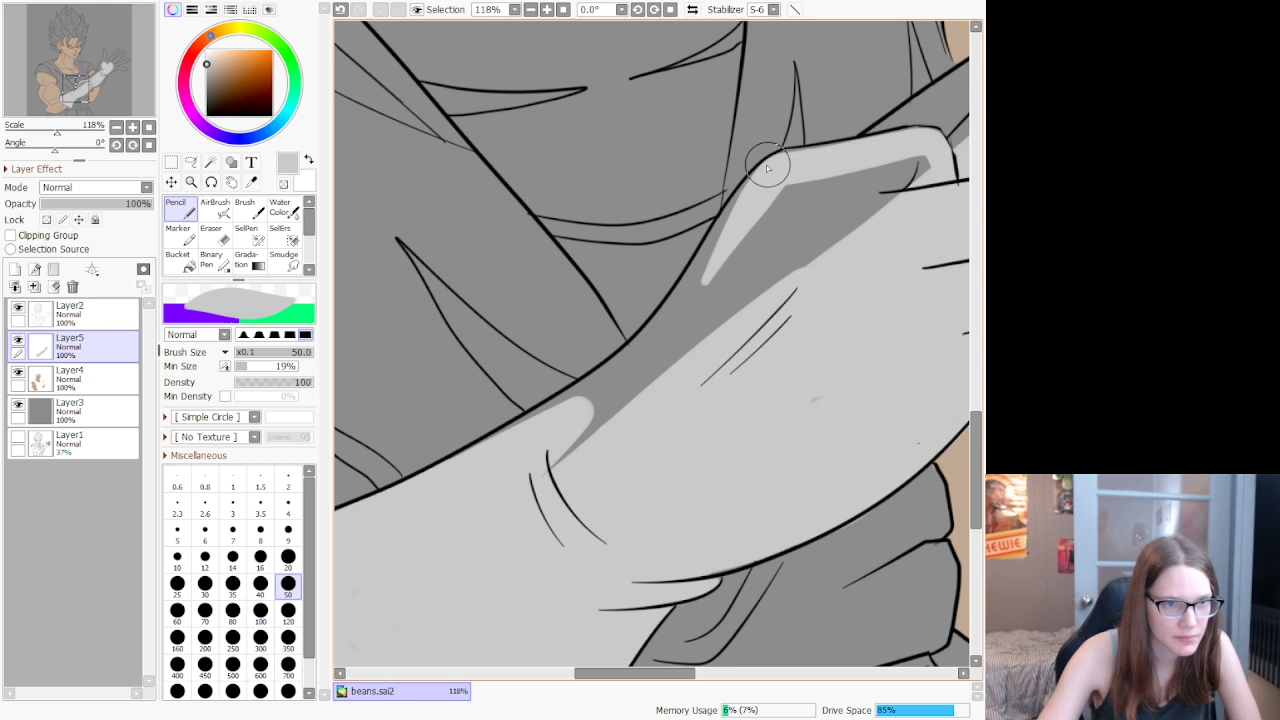 Selection 118% 0.0° Stabilizer S-6
Scale 118%
Angle 0°
Layer Effect
Mode Normal
Opacity 100%
Lock
Clipping Group
Selection Source
Layer2
Normal
100%
Layer5
Normal
100%
Layer4
Normal
100%
Layer3
Normal
100%
Layer1
Normal
37%
T
Pencil AirBrush Brush Water Color
Marker Eraser SelPen SelErs
Bucket Binary Pen Grada-tion Smudge
Normal
Brush Size x0.1 50.0
Min Size 19%
Density 100
Min Density 0%
[ Simple Circle ]
[ No Texture ] Intens. 95
Miscellaneous
0.6 0.8 1 1.5 2
2.3 2.6 3 3.5 4
5 6 7 8 9
10 12 14 16 20
25 30 35 40 50
60 70 80 100 120
160 200 250 300 350
400 450 500 600 700
beans.sai2 118%
Memory Usage 6% (7%) Drive Space 85%
HEWIE